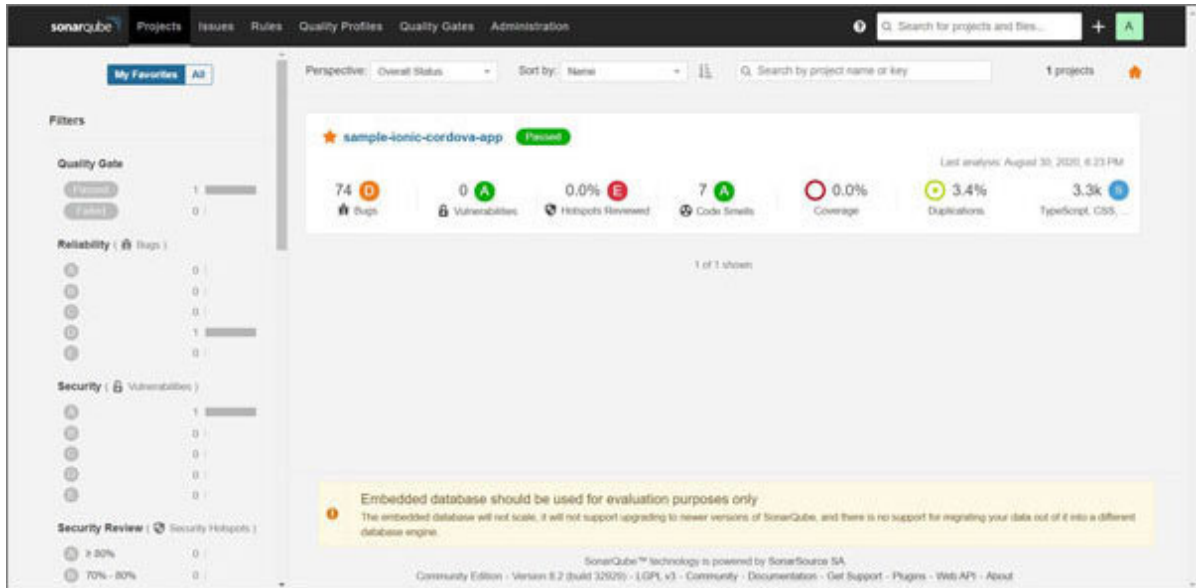 sonarqube Projects Issues Rules Quality Profiles Quality Gates Administration Search for projects and files... + A
My Favorites All
Perspective: Overall Status Sort by: Name Search by project name or key 1 projects
Filters
sample-ionic-cordova-app Passed
Last analysis: August 30, 2020, 6:23 PM
Quality Gate
Passed 1
Failed 0
74 D 0 A 0.0% E 7 A 0.0% 3.4% 3.3k S
Bugs Vulnerabilities Hotspots Reviewed Code Smells Coverage Duplications TypeScript, CSS, ...
Reliability ( Bugs )
A 0
B 0
C 0
D 1
E 0
1 of 1 shown
Security ( Vulnerabilities )
A 1
B 0
C 0
D 0
E 0
Security Review ( Security Hotspots )
A ≥ 80% 0
B 70% - 80% 0
Embedded database should be used for evaluation purposes only
The embedded database will not scale, it will not support upgrading to newer versions of SonarQube, and there is no support for migrating your data out of it into a different
database engine.
SonarQube™ technology is powered by SonarSource SA
Community Edition - Version 8.2 (build 32929) - LGPL v3 - Community - Documentation - Get Support - Plugins - Web API - About